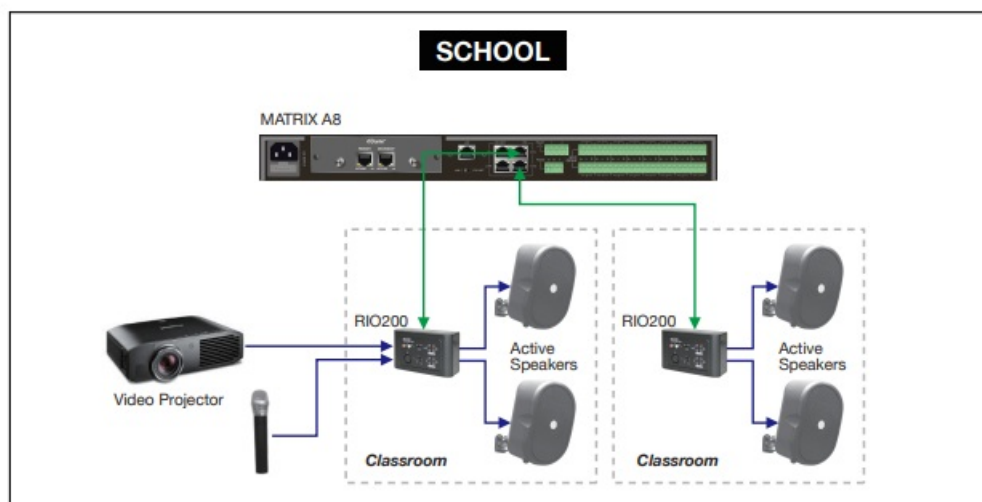 SCHOOL
MATRIX A8
RIO200
RIO200
Active
Speakers
Active
Speakers
Video Projector
Classroom
Classroom